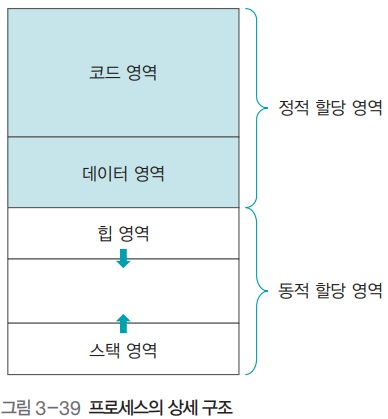 코드 영역
정적 할당 영역
데이터 영역
힙 영역
동적 할당 영역
스택 영역
그림 3-39 프로세스의 상세 구조